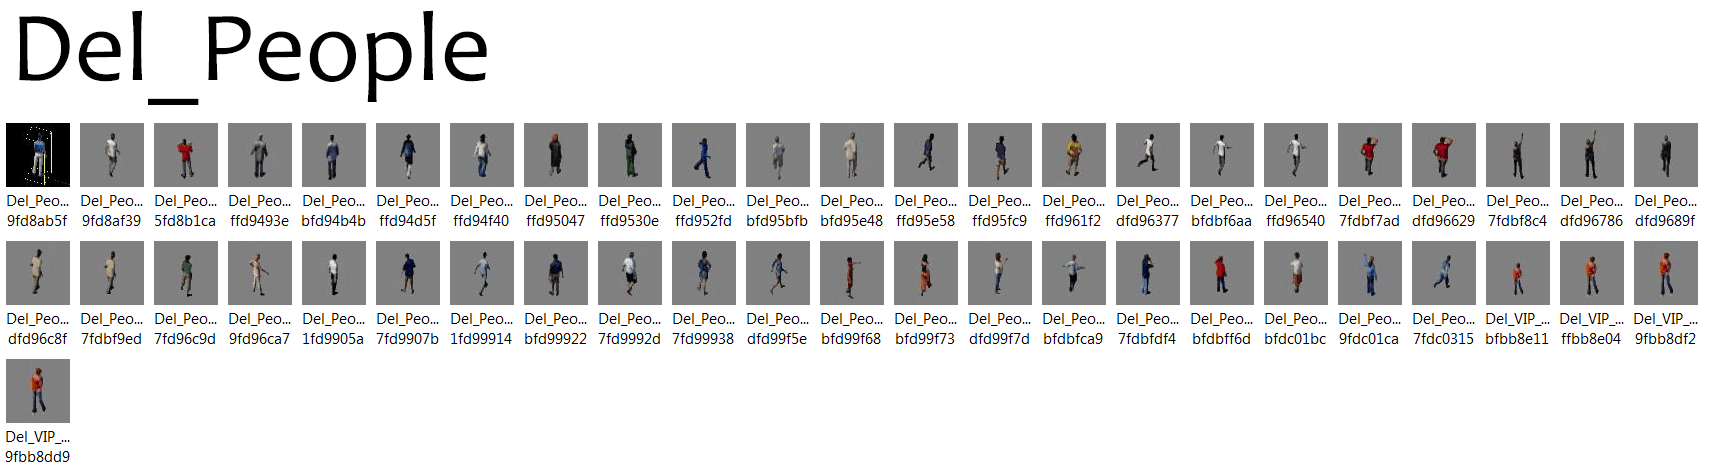 Del_People
Del_Peo... Del_Peo... Del_Peo... Del_Peo... Del_Peo... Del_Peo... Del_Peo... Del_Peo... Del_Peo... Del_Peo... Del_Peo... Del_Peo... Del_Peo... Del_Peo... Del_Peo... Del_Peo... Del_Peo... Del_Peo... Del_Peo... Del_Peo... Del_Peo... Del_Peo... Del_Peo...
9fd8ab5f 9fd8af39 5fd8b1ca ffd9493e bfd94b4b ffd94d5f ffd94f40 ffd95047 ffd9530e ffd952fd bfd95bfb bfd95e48 ffd95e58 ffd95fc9 ffd961f2 dfd96377 bfdbf6aa ffd96540 7fdbf7ad dfd96629 7fdbf8c4 dfd96786 dfd9689f
Del_Peo... Del_Peo... Del_Peo... Del_Peo... Del_Peo... Del_Peo... Del_Peo... Del_Peo... Del_Peo... Del_Peo... Del_Peo... Del_Peo... Del_Peo... Del_Peo... Del_Peo... Del_Peo... Del_Peo... Del_Peo... Del_Peo... Del_Peo... Del_VIP_... Del_VIP_... Del_VIP_...
dfd96c8f 7fdbf9ed 7fd96c9d 9fd96ca7 1fd9905a 7fd9907b 1fd99914 bfd99922 7fd9992d 7fd99938 dfd99f5e bfd99f68 bfd99f73 dfd99f7d bfdbfca9 7fdbfdf4 bfdbff6d bfdc01bc 9fdc01ca 7fdc0315 bfbb8e11 ffbb8e04 9fbb8df2
Del_VIP_...
9fbb8dd9